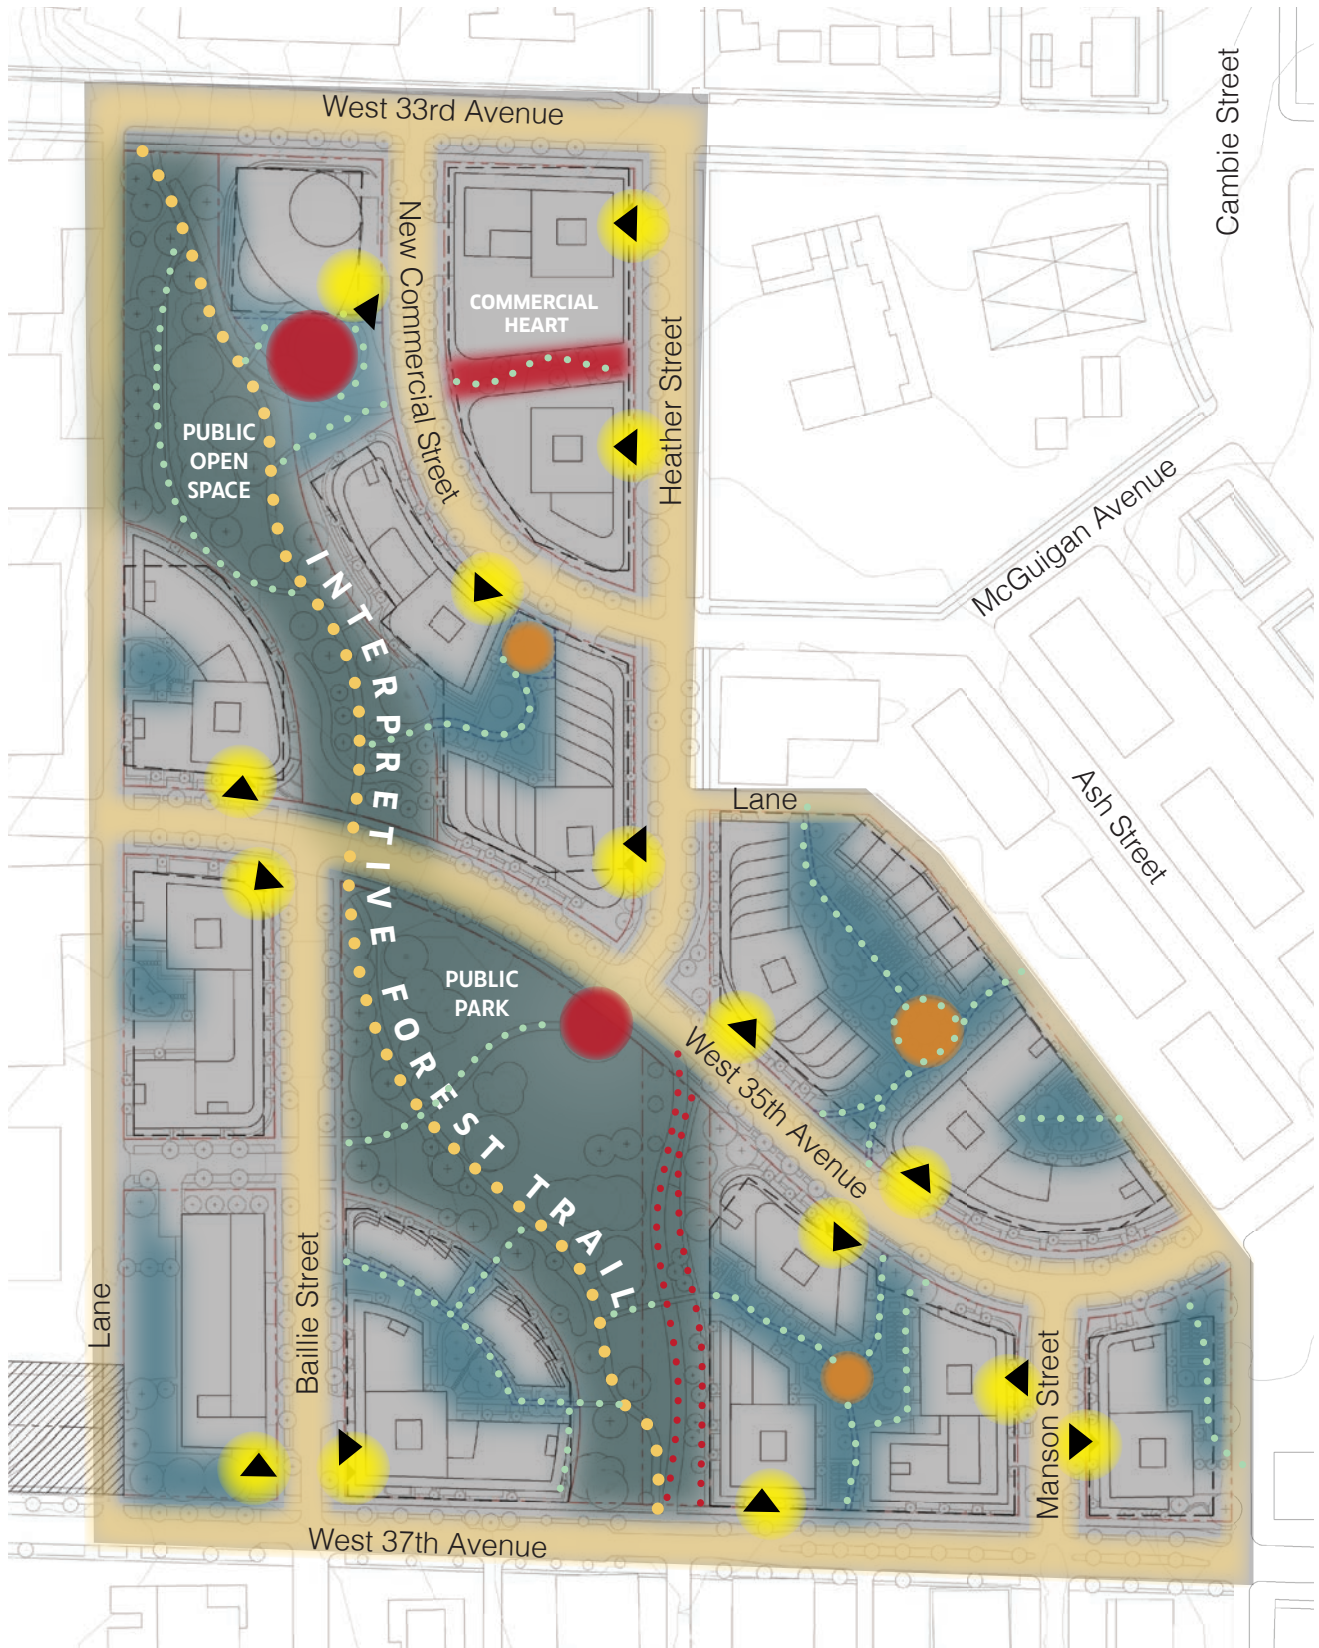 West 33rd Avenue
Cambie Street
New Commercial Street
COMMERCIAL
HEART
Heather Street
PUBLIC
OPEN
SPACE
McGuigan Avenue
INTERPRETIVE FOREST TRAIL
Lane
Ash Street
PUBLIC
PARK
West 35th Avenue
Lane
Baillie Street
Manson Street
West 37th Avenue